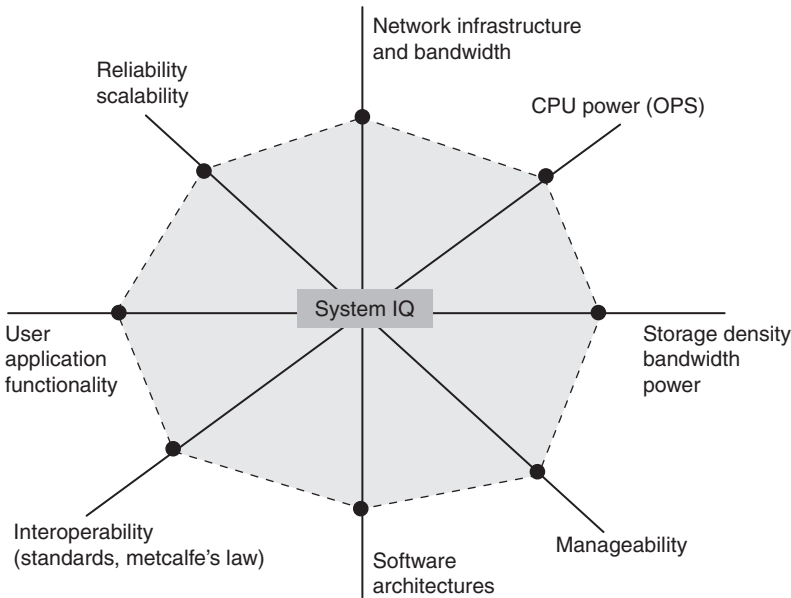 Network infrastructure
and bandwidth
Reliability
scalability
CPU power (OPS)
System IQ
User
application
functionality
Storage density
bandwidth
power
Interoperability
(standards, metcalfe's law)
Manageability
Software
architectures